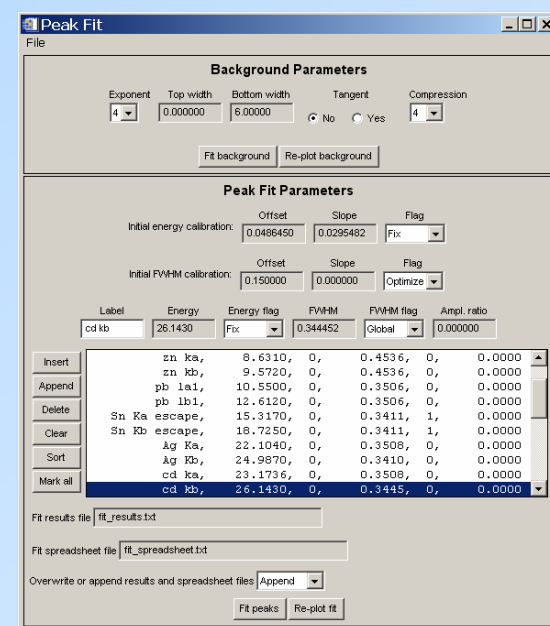 Peak Fit
File
Background Parameters
Exponent Top width Bottom width Tangent Compression
4 0.000000 6.00000 No Yes 4
Fit background Re-plot background
Peak Fit Parameters
Offset Slope Flag
Initial energy calibration: 0.0486450 0.0295482 Fix
Offset Slope Flag
Initial FWHM calibration: 0.150000 0.000000 Optimize
Label Energy Energy flag FWHM FWHM flag Ampl. ratio
cd kb 26.1430 Fix 0.344452 Global 0.000000
Insert
Append
Delete
Clear
Sort
Mark all
zn ka, 8.6310, 0, 0.4536, 0, 0.0000
zn kb, 9.5720, 0, 0.4536, 0, 0.0000
pb la1, 10.5500, 0, 0.3506, 0, 0.0000
pb lb1, 12.6120, 0, 0.3506, 0, 0.0000
Sn Ka escape, 15.3170, 0, 0.3411, 1, 0.0000
Sn Kb escape, 18.7250, 0, 0.3411, 1, 0.0000
Ag Ka, 22.1040, 0, 0.3508, 0, 0.0000
Ag Kb, 24.9870, 0, 0.3410, 0, 0.0000
cd ka, 23.1736, 0, 0.3508, 0, 0.0000
cd kb, 26.1430, 0, 0.3445, 0, 0.0000
Fit results file fit_results.txt
Fit spreadsheet file fit_spreadsheet.txt
Overwrite or append results and spreadsheet files Append
Fit peaks Re-plot fit